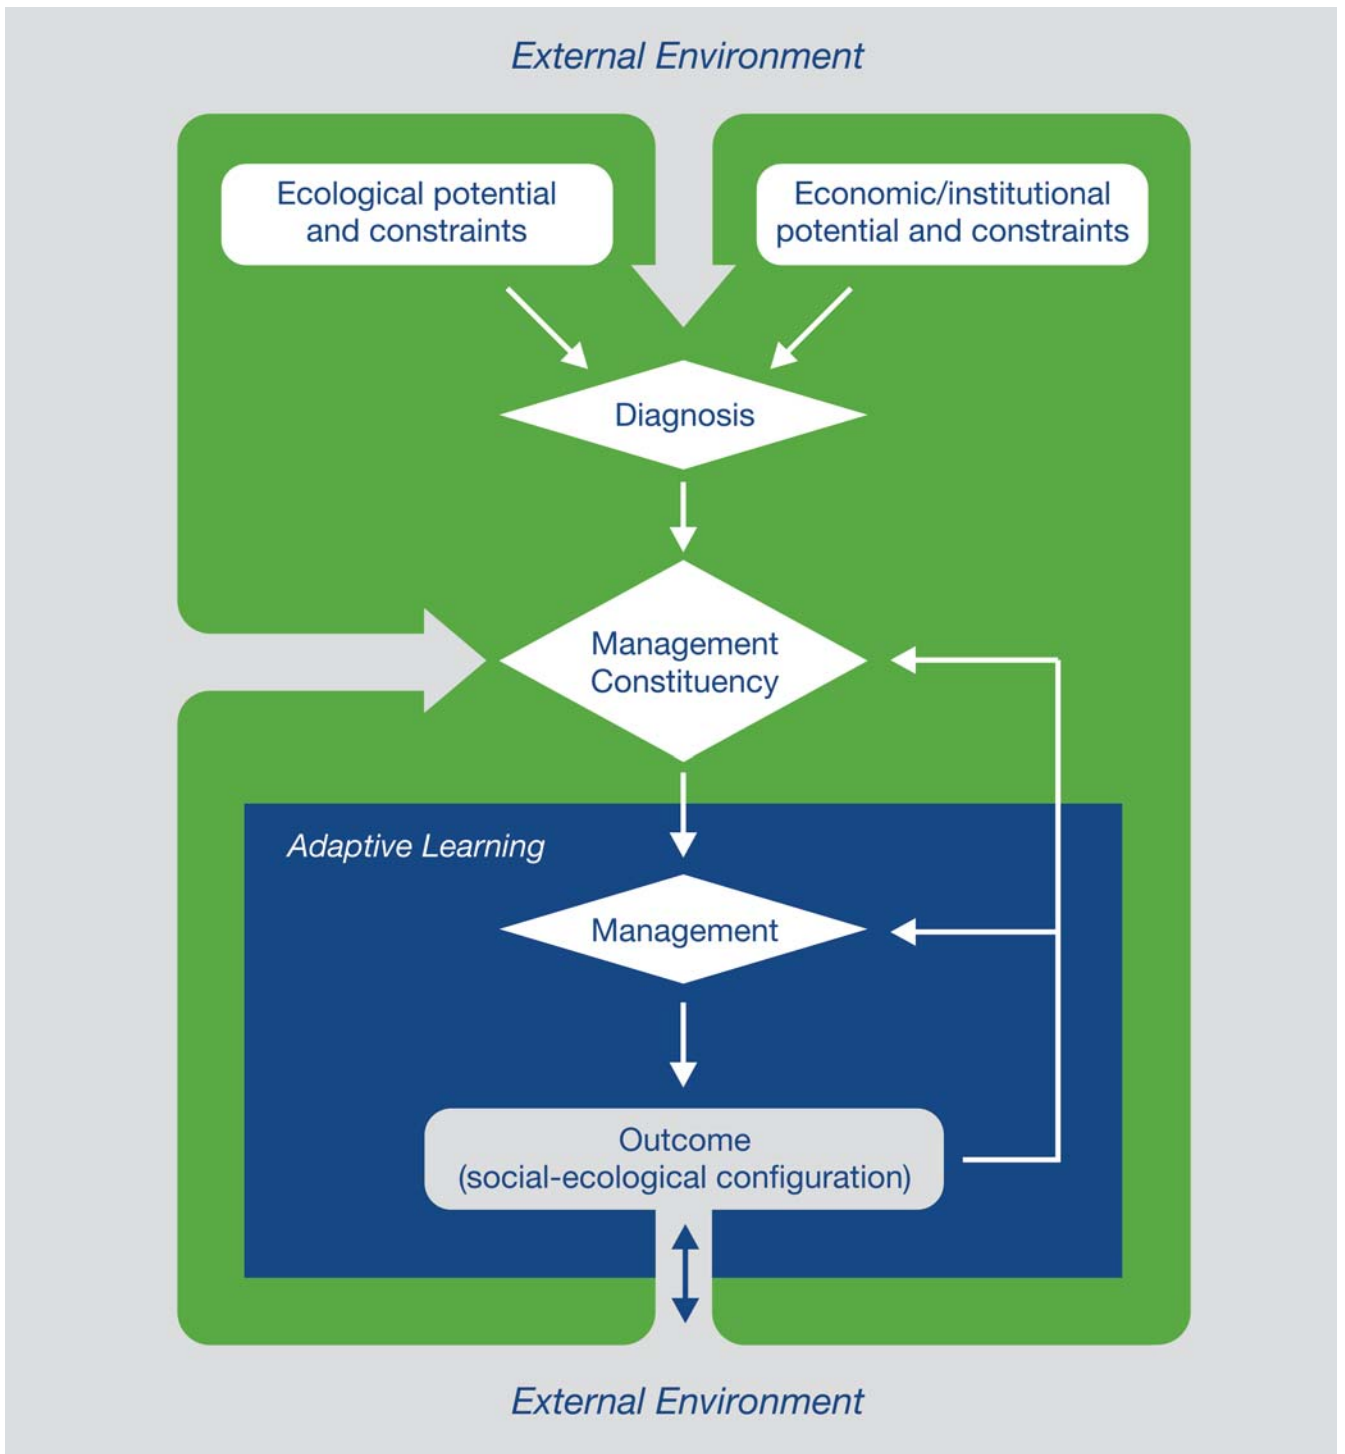 External Environment
Ecological potential
and constraints
Economic/institutional
potential and constraints
Diagnosis
Management
Constituency
Adaptive Learning
Management
Outcome
(social-ecological configuration)
External Environment